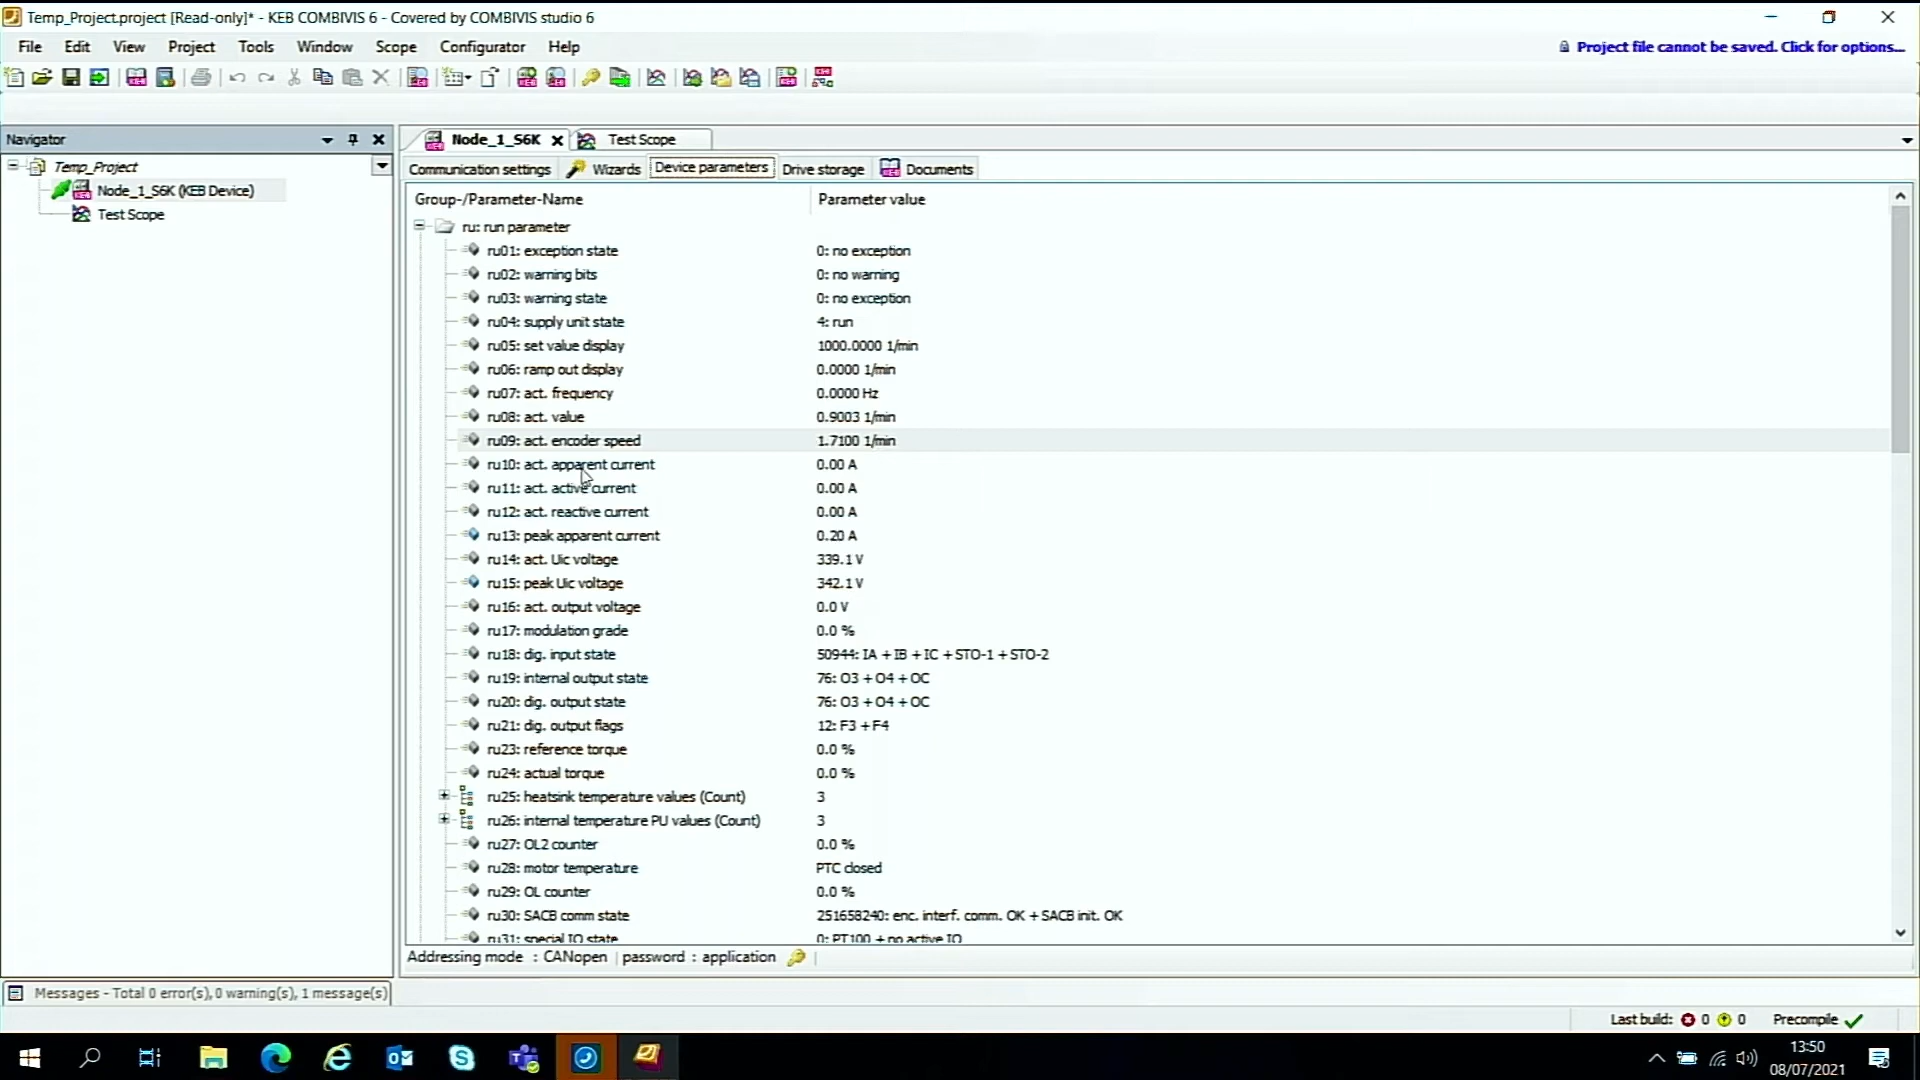 Temp_Project.project [Read-only]* - KEB COMBIVIS 6 - Covered by COMBIVIS studio 6
File Edit View Project Tools Window Scope Configurator Help
Project file cannot be saved. Click for options...
Navigator
Temp_Project
Node_1_S6K (KEB Device)
Test Scope
Node_1_S6K Test Scope
Communication settings Wizards Device parameters Drive storage Documents
Group-/Parameter-Name Parameter value
ru: run parameter
ru01: exception state 0: no exception
ru02: warning bits 0: no warning
ru03: warning state 0: no exception
ru04: supply unit state 4: run
ru05: set value display 1000.0000 1/min
ru06: ramp out display 0.0000 1/min
ru07: act. frequency 0.0000 Hz
ru08: act. value 0.9003 1/min
ru09: act. encoder speed 1.7100 1/min
ru10: act. apparent current 0.00 A
ru11: act. active current 0.00 A
ru12: act. reactive current 0.00 A
ru13: peak apparent current 0.20 A
ru14: act. Uic voltage 339.1 V
ru15: peak Uic voltage 342.1 V
ru16: act. output voltage 0.0 V
ru17: modulation grade 0.0 %
ru18: dig. input state 50944: IA + IB + IC + STO-1 + STO-2
ru19: internal output state 76: O3 + O4 + OC
ru20: dig. output state 76: O3 + O4 + OC
ru21: dig. output flags 12: F3 + F4
ru23: reference torque 0.0 %
ru24: actual torque 0.0 %
ru25: heatsink temperature values (Count) 3
ru26: internal temperature PU values (Count) 3
ru27: OL2 counter 0.0 %
ru28: motor temperature PTC closed
ru29: OL counter 0.0 %
ru30: SACB comm state 251658240: enc. interf. comm. OK + SACB init. OK
ru31: special IO state 0: PT100 + no active IO
Addressing mode : CANopen password : application
Messages - Total 0 error(s), 0 warning(s), 1 message(s)
Last build: 0 0 Precompile
13:50
08/07/2021